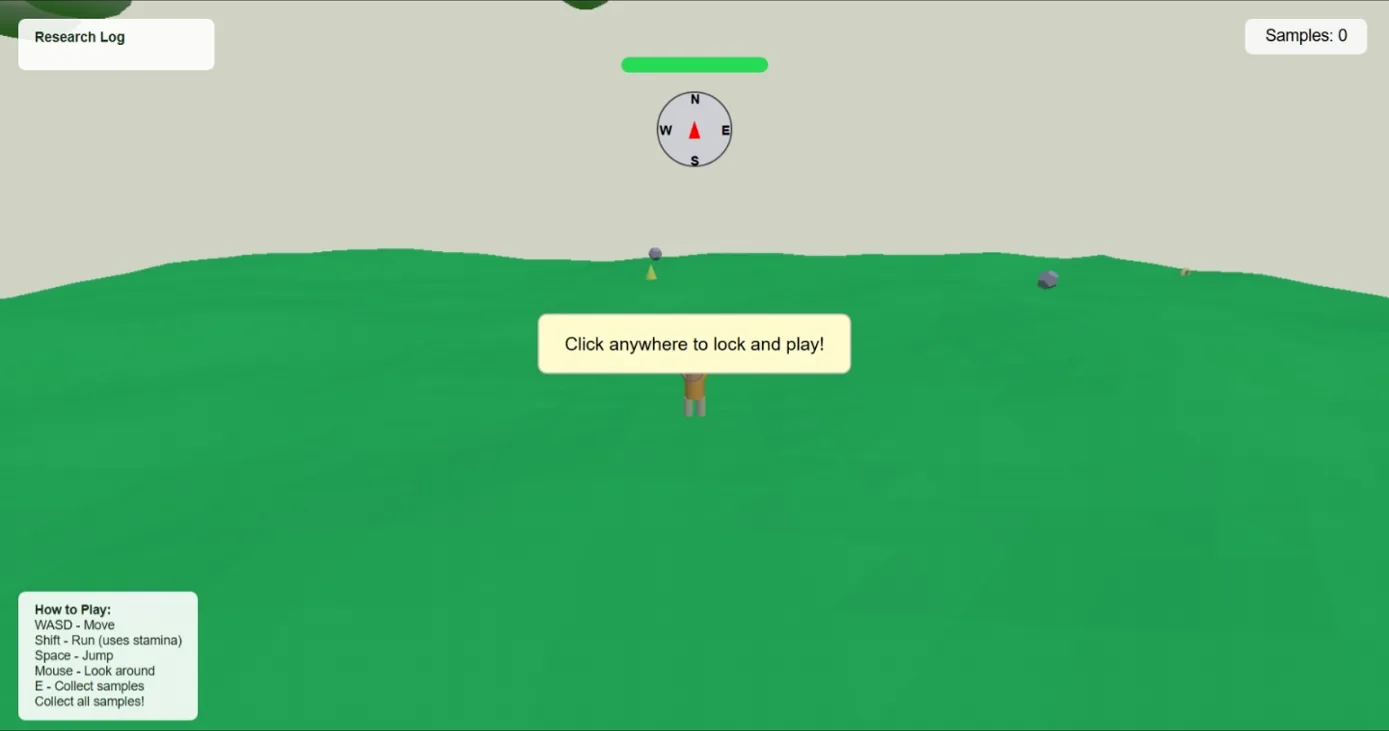 Research Log
Samples: 0
N
W E
S
Click anywhere to lock and play!
How to Play:
WASD - Move
Shift - Run (uses stamina)
Space - Jump
Mouse - Look around
E - Collect samples
Collect all samples!